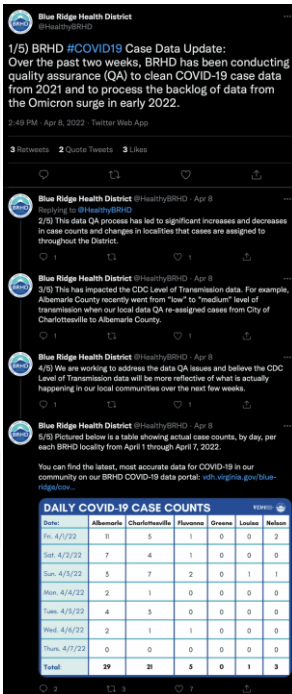 Blue Ridge Health District
@HealthyBRHD
1/5) BRHD #COVID19 Case Data Update:
Over the past two weeks, BRHD has been conducting
quality assurance (QA) to clean COVID-19 case data
from 2021 and to process the backlog of data from
the Omicron surge in early 2022.
2:49 PM · Apr 8, 2022 · Twitter Web App
3 Retweets 2 Quote Tweets 3 Likes
Blue Ridge Health District @HealthyBRHD · Apr 8
Replying to @HealthyBRHD
2/5) This data QA process has led to significant increases and decreases
in case counts and changes in localities that cases are assigned to
throughout the District.
1 1
Blue Ridge Health District @HealthyBRHD · Apr 8
3/5) This has impacted the CDC Level of Transmission data. For example,
Albemarle County recently went from "low" to "medium" level of
transmission when our local data QA re-assigned cases from City of
Charlottesville to Albemarle County.
1 1
Blue Ridge Health District @HealthyBRHD · Apr 8
4/5) We are working to address the data QA issues and believe the CDC
Level of Transmission data will be more reflective of what is actually
happening in our local communities over the next few weeks.
1 1
Blue Ridge Health District @HealthyBRHD · Apr 8
5/5) Pictured below is a table showing actual case counts, by day, per
each BRHD locality from April 1 through April 7, 2022.
You can find the latest, most accurate data for COVID-19 in our
community on our BRHD COVID-19 data portal: vdh.virginia.gov/blue-
ridge/cov...
DAILY COVID-19 CASE COUNTS
Date: Albemarle Charlottesville Fluvanna Greene Louisa Nelson
Fri. 4/1/22 11 5 1 0 0 2
Sat. 4/2/22 7 4 1 0 0 0
Sun. 4/3/22 3 7 2 0 1 1
Mon. 4/4/22 2 1 0 0 0 0
Tues. 4/5/22 4 3 0 0 0 0
Wed. 4/6/22 2 1 1 0 0 0
Thurs. 4/7/22 0 0 0 0 0 0
Total: 29 21 5 0 1 3
2 3 7